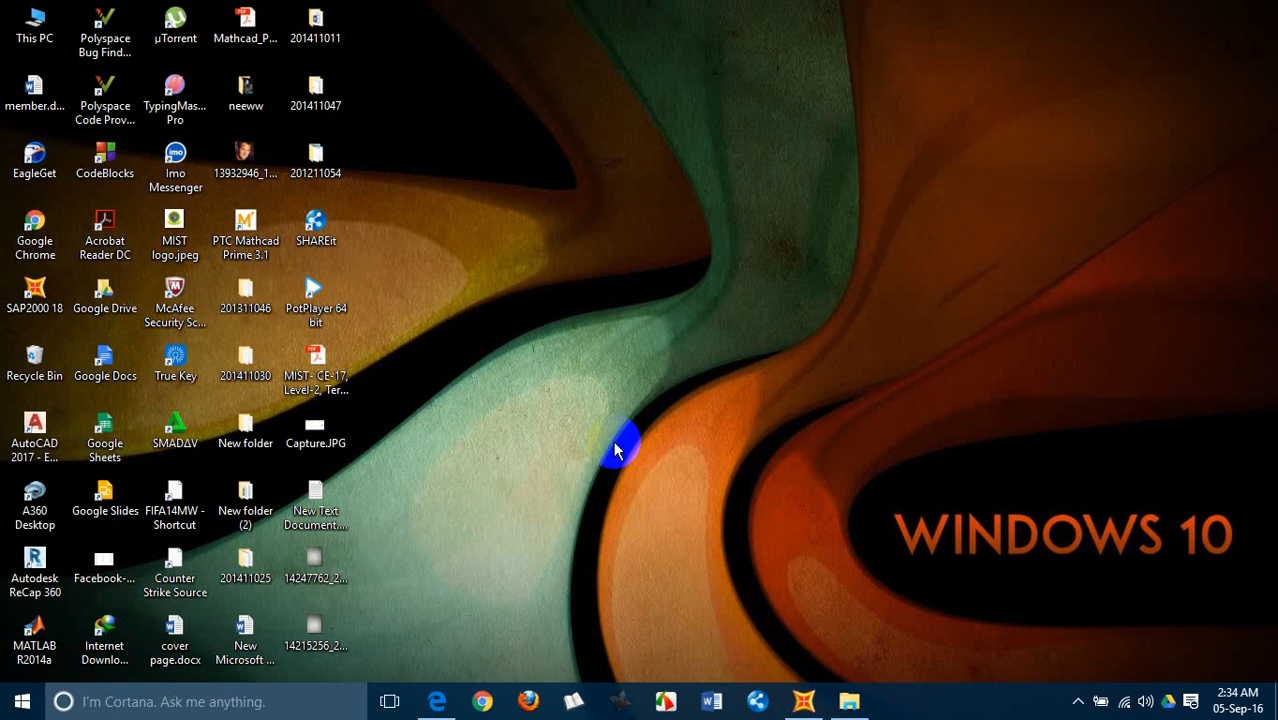 This PC
Polyspace
Bug Find...
µTorrent
Mathcad_P...
201411011
member.d...
Polyspace
Code Prov...
TypingMas...
Pro
neeww
201411047
EagleGet
CodeBlocks
Imo
Messenger
13932946_1...
201211054
Google
Chrome
Acrobat
Reader DC
MIST
logo.jpeg
PTC Mathcad
Prime 3.1
SHAREit
SAP2000 18
Google Drive
McAfee
Security Sc...
201311046
PotPlayer 64
bit
Recycle Bin
Google Docs
True Key
201411030
MIST- CE-17,
Level-2, Ter...
AutoCAD
2017 - E...
Google
Sheets
SMADΔV
New folder
Capture.JPG
A360
Desktop
Google Slides
FIFA14MW -
Shortcut
New folder
(2)
New Text
Document....
Autodesk
ReCap 360
Facebook-...
Counter
Strike Source
201411025
14247762_2...
MATLAB
R2014a
Internet
Downlo...
cover
page.docx
New
Microsoft ...
14215256_2...
WINDOWS 10
I'm Cortana. Ask me anything.
2:34 AM
05-Sep-16